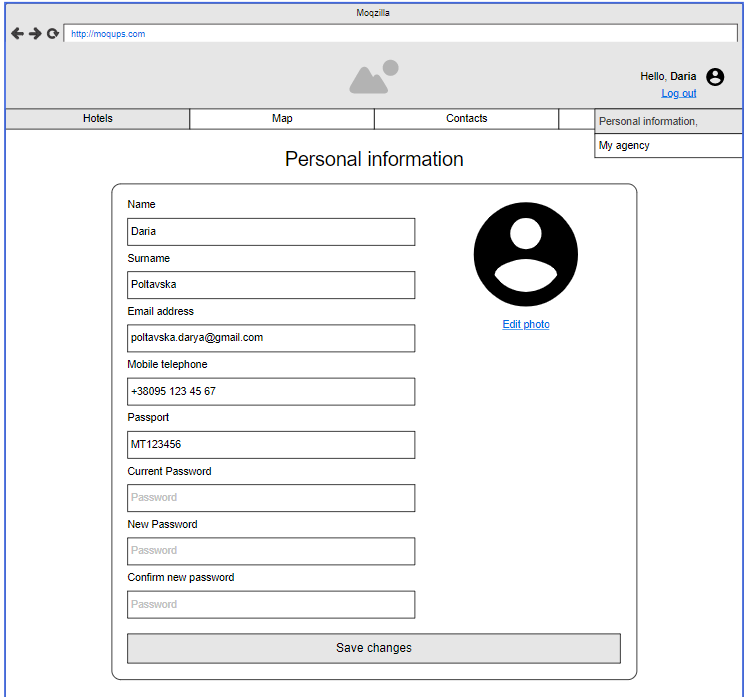 Moqzilla
http://moqups.com
Hello, Daria
Log out
Hotels Map Contacts
Personal information,
My agency
Personal information
Name
Daria
Surname
Poltavska
Email address
poltavska.darya@gmail.com
Mobile telephone
+38095 123 45 67
Passport
MT123456
Current Password
Password
New Password
Password
Confirm new password
Password
Edit photo
Save changes